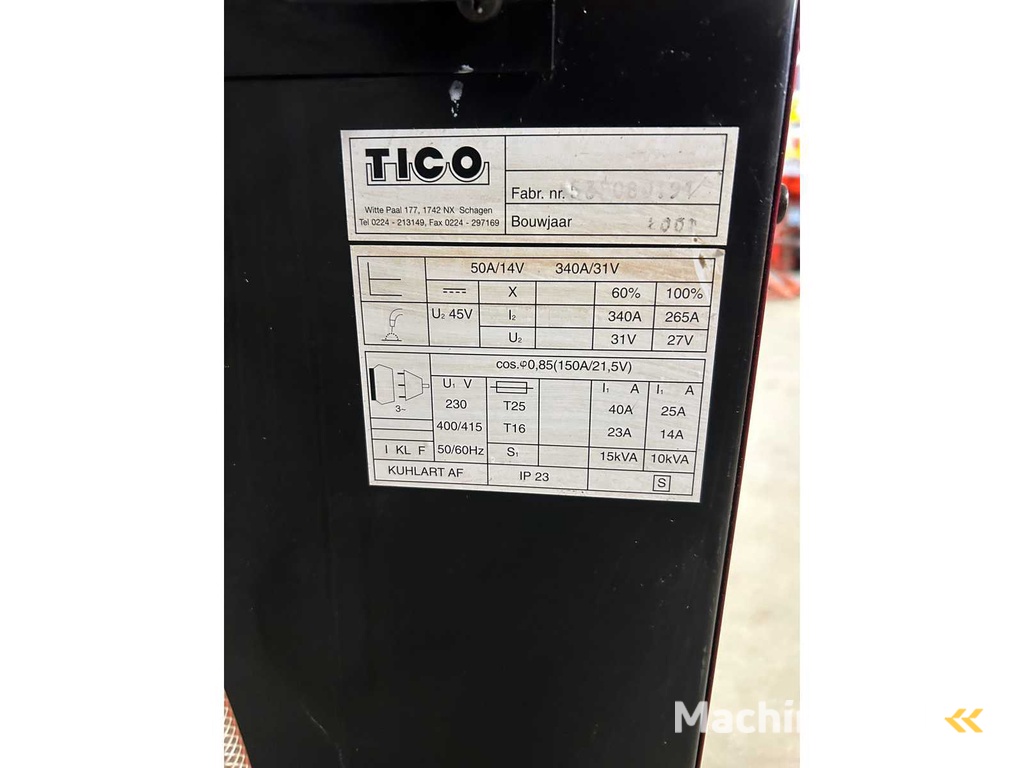 TICO
Witte Paal 177, 1742 NX Schagen
Tel 0224 - 213149, Fax 0224 - 297169
Fabr. nr.
Bouwjaar
50A/14V 340A/31V
X 60% 100%
U2 45V I2 340A 265A
U2 31V 27V
cos.φ0,85(150A/21,5V)
3~
U1 V I1 A I1 A
230 T25 40A 25A
400/415 T16 23A 14A
I KL F 50/60Hz S1 15kVA 10kVA
KUHLART AF IP 23 S
Machin